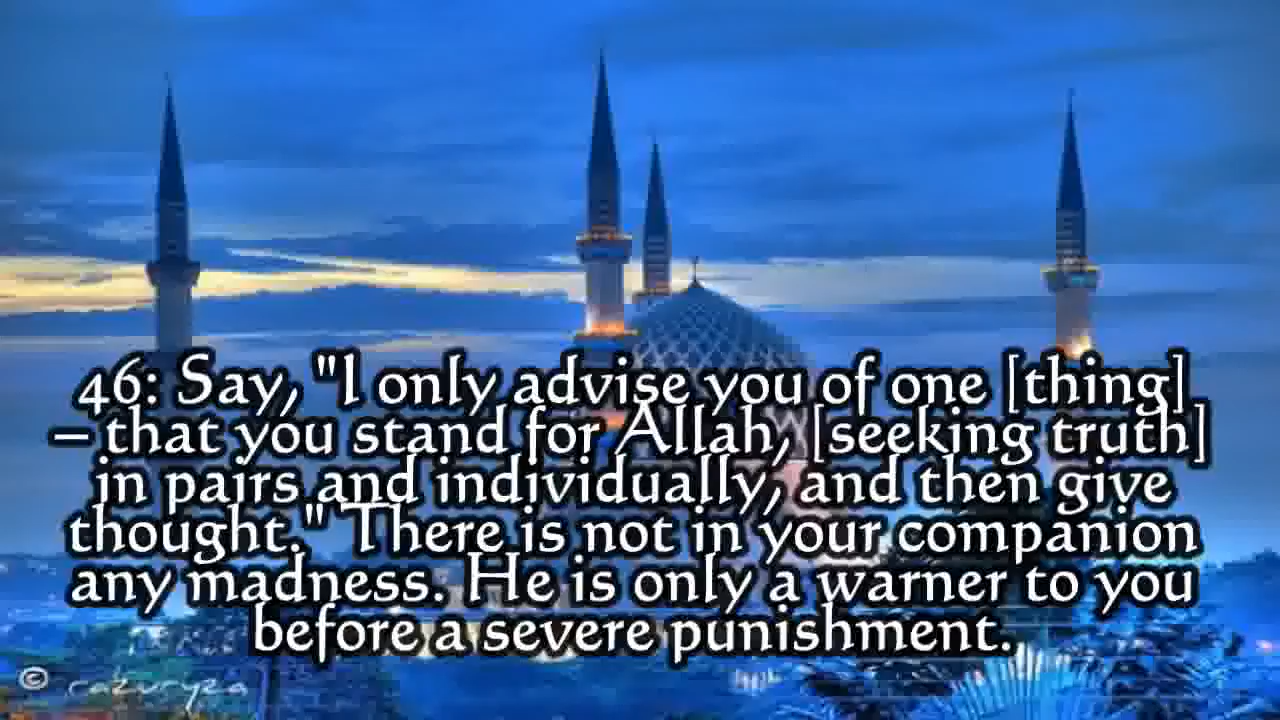 46: Say, "I only advise you of one [thing]
– that you stand for Allah, [seeking truth]
in pairs and individually, and then give
thought." There is not in your companion
any madness. He is only a warner to you
before a severe punishment.
© razuryza